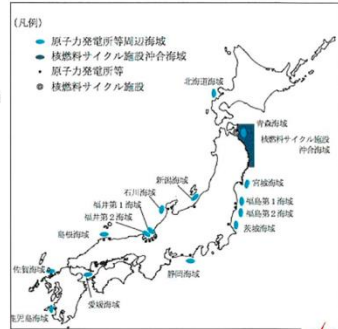 (凡例)
原子力発電所等周辺海域
核燃料サイクル施設沖合海域
原子力発電所等
核燃料サイクル施設
北海道海域
青森海域
核燃料サイクル施設
沖合海域
宮城海域
新潟海域
石川海域
福島第1海域
福井第1海域
福島第2海域
福井第2海域
茨城海域
島根海域
静岡海域
佐賀海域
愛媛海域
鹿児島海域